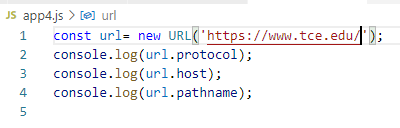 JS app4.js > url
1 const url= new URL('https://www.tce.edu/');
2 console.log(url.protocol);
3 console.log(url.host);
4 console.log(url.pathname);
5